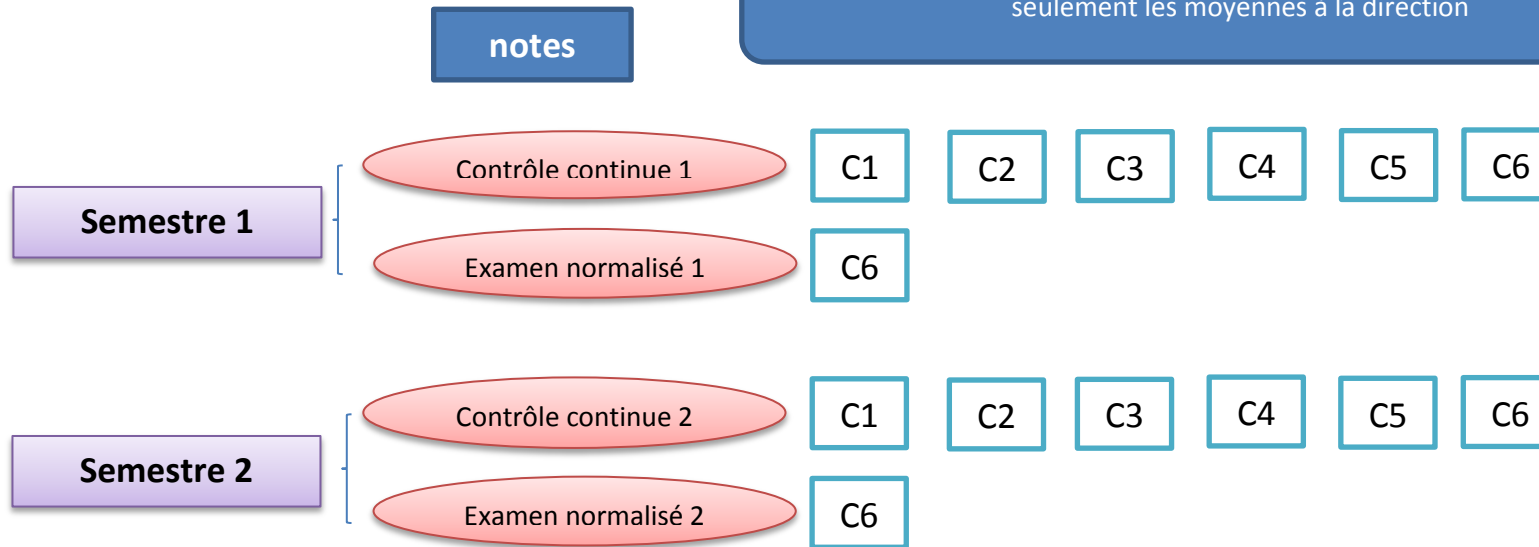 seulement les moyennes à la direction
notes
Contrôle continue 1
C1 C2 C3 C4 C5 C6
Semestre 1
Examen normalisé 1
C6
Contrôle continue 2
C1 C2 C3 C4 C5 C6
Semestre 2
Examen normalisé 2
C6